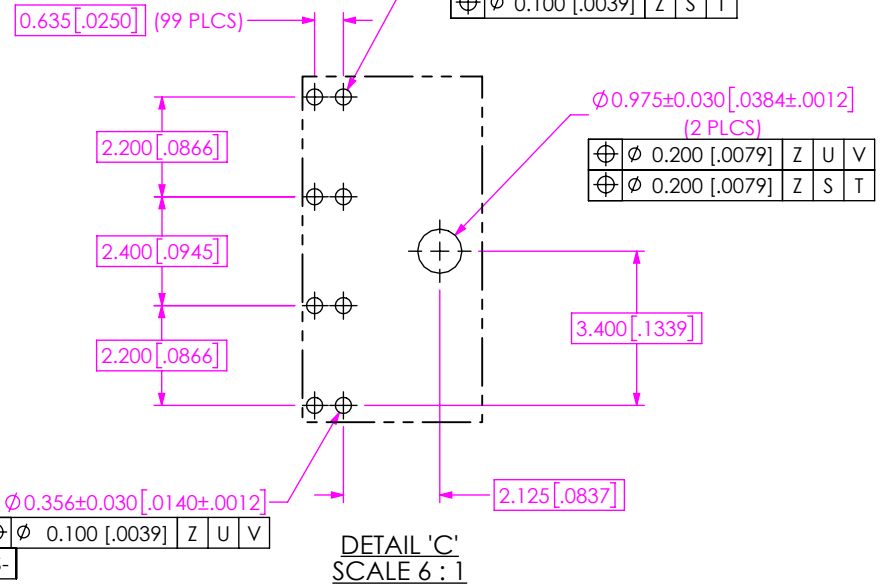 ⌖ ⌀ 0.100 [.0039] Z S T
0.635 [.0250] (99 PLCS)
⌀0.975±0.030 [.0384±.0012]
(2 PLCS)
⌖ ⌀ 0.200 [.0079] Z U V
⌖ ⌀ 0.200 [.0079] Z S T
2.200 [.0866]
2.400 [.0945]
3.400 [.1339]
2.200 [.0866]
2.125 [.0837]
⌀0.356±0.030 [.0140±.0012]
⌖ ⌀ 0.100 [.0039] Z U V
DETAIL 'C'
SCALE 6 : 1